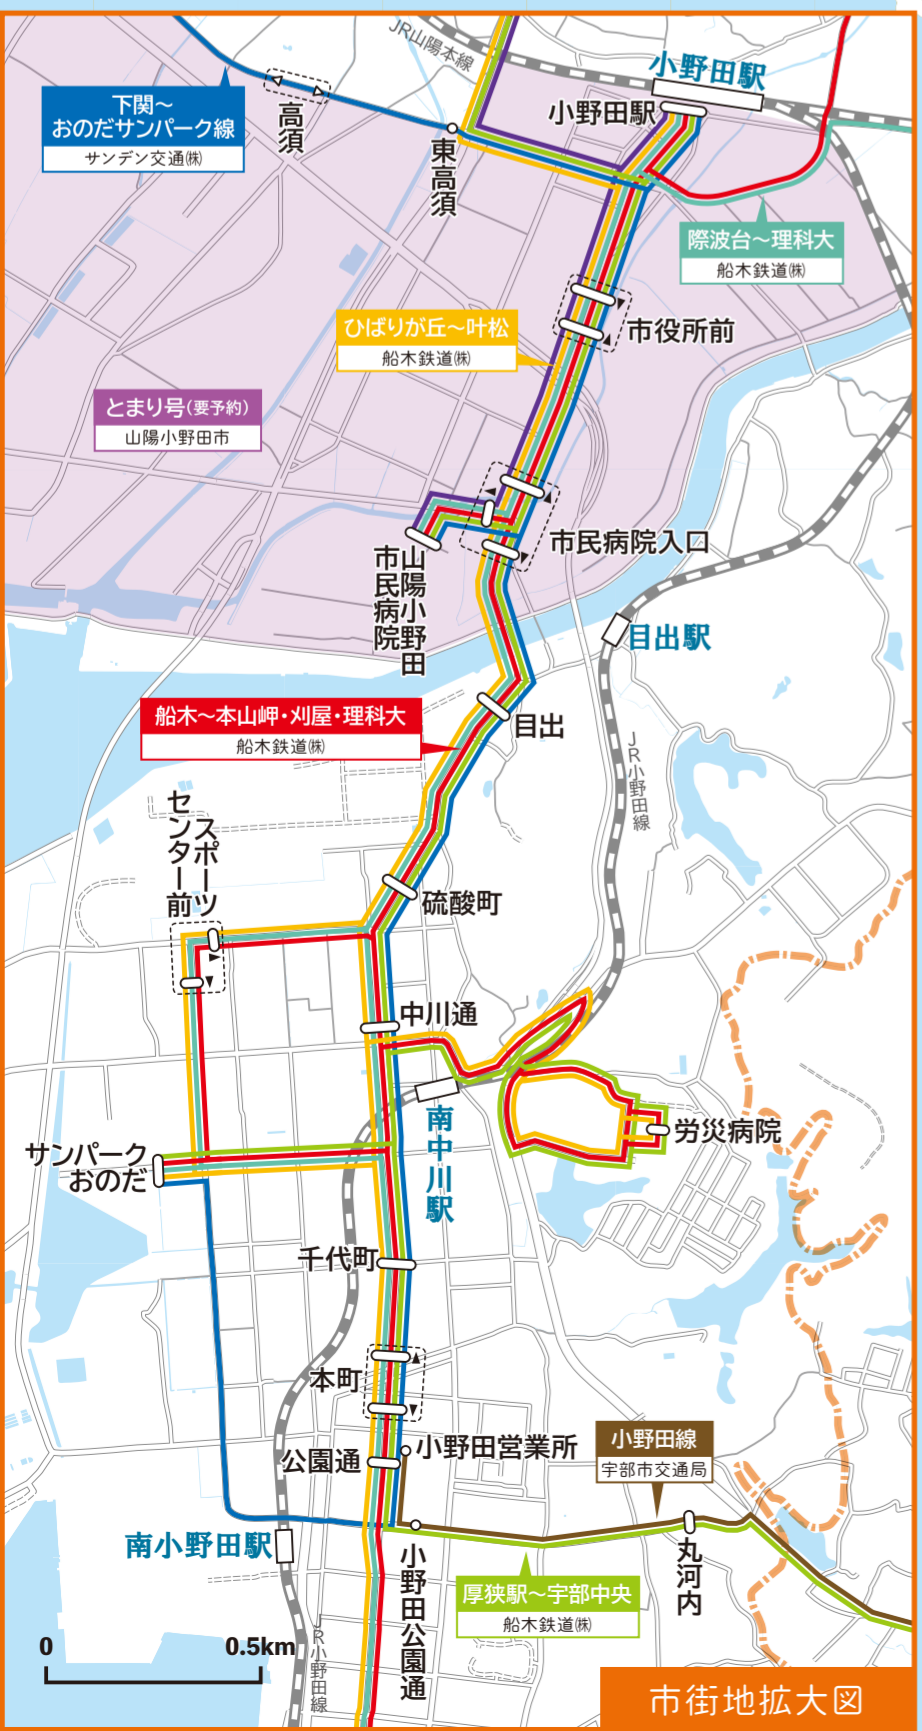 JR山陽本線
小野田駅
小野田駅
下関～
おのだサンパーク線
サンデン交通㈱
高須
東高須
際波台～理科大
船木鉄道㈱
ひばりが丘～叶松
船木鉄道㈱
市役所前
とまり号(要予約)
山陽小野田市
市民病院入口
山陽小野田
市民病院
目出駅
船木～本山岬・刈屋・理科大
船木鉄道㈱
目出
JR小野田線
スポーツ
センター前
硫酸町
中川通
南中川駅
労災病院
サンパーク
おのだ
千代町
本町
小野田営業所
公園通
小野田線
宇部市交通局
南小野田駅
小野田公園通
丸河内
厚狭駅～宇部中央
船木鉄道㈱
JR小野田線
0 0.5km
市街地拡大図